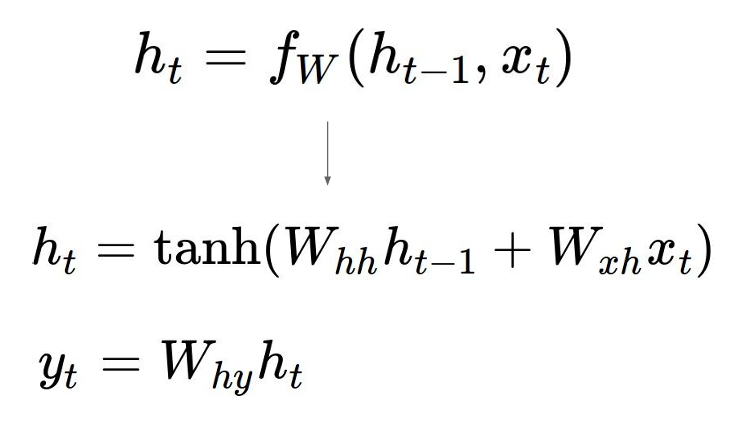 h_t = f_W(h_{t-1}, x_t)
h_t = tanh(W_{hh}h_{t-1} + W_{xh}x_t)
y_t = W_{hy}h_t